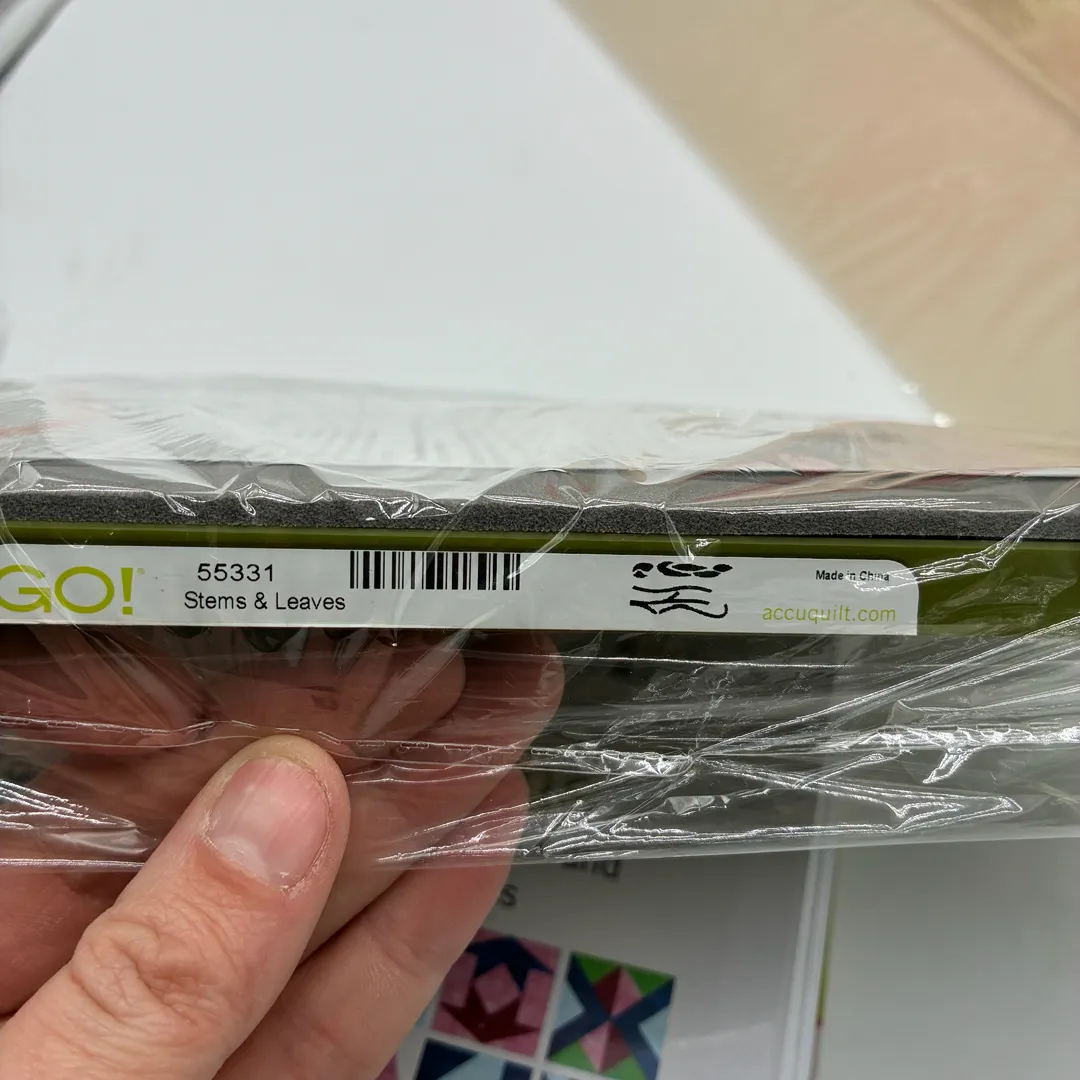 GO!®
55331
Stems & Leaves
Made in China
accuquilt.com